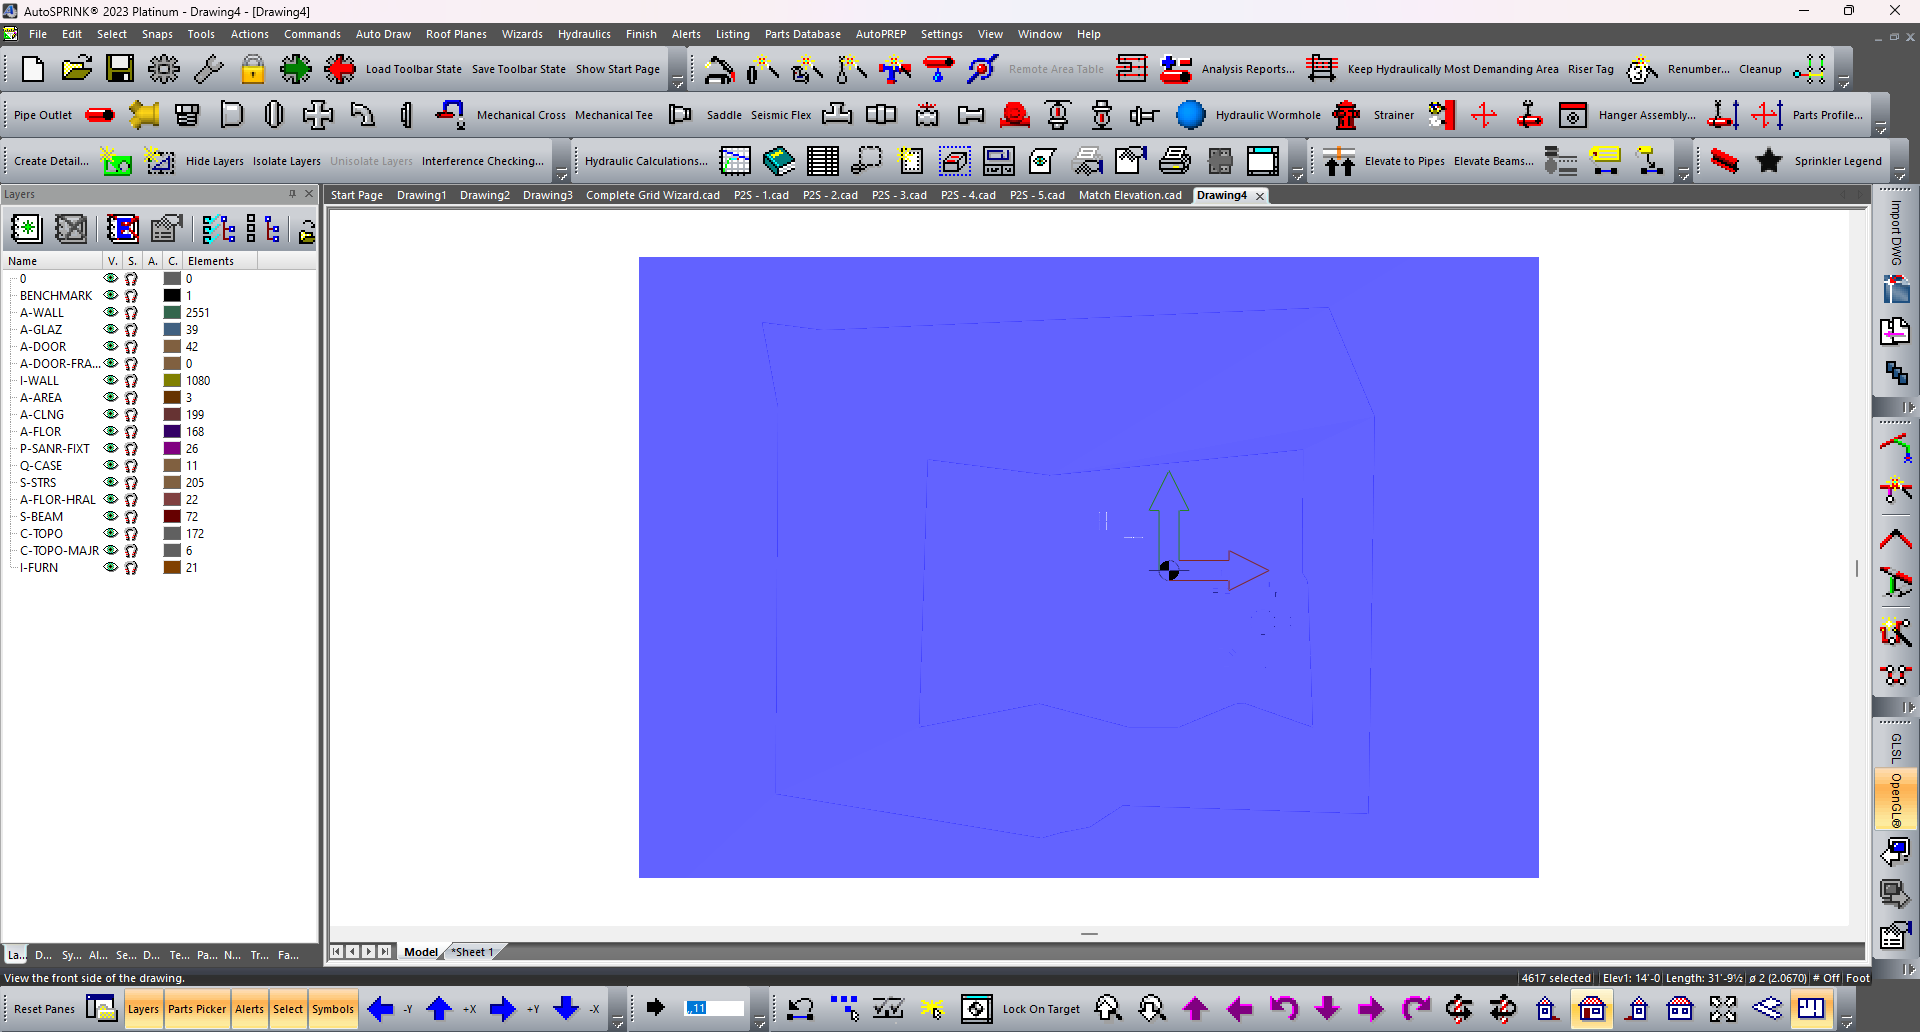 AutoSPRINK® 2023 Platinum - Drawing4 - [Drawing4]
File Edit Select Snaps Tools Actions Commands Auto Draw Roof Planes Wizards Hydraulics Finish Alerts Listing Parts Database AutoPREP Settings View Window Help
Load Toolbar State Save Toolbar State Show Start Page Remote Area Table Analysis Reports... Keep Hydraulically Most Demanding Area Riser Tag Renumber... Cleanup
Pipe Outlet Mechanical Cross Mechanical Tee Saddle Seismic Flex Hydraulic Wormhole Strainer Hanger Assembly... Parts Profile...
Create Detail... Hide Layers Isolate Layers Unisolate Layers Interference Checking... Hydraulic Calculations... Elevate to Pipes Elevate Beams... Sprinkler Legend
Layers
Start Page Drawing1 Drawing2 Drawing3 Complete Grid Wizard.cad P2S - 1.cad P2S - 2.cad P2S - 3.cad P2S - 4.cad P2S - 5.cad Match Elevation.cad Drawing4
Name V. S. A. C. Elements
0 0
BENCHMARK 1
A-WALL 2551
A-GLAZ 39
A-DOOR 42
A-DOOR-FRA... 0
I-WALL 1080
A-AREA 3
A-CLNG 199
A-FLOR 168
P-SANR-FIXT 26
Q-CASE 11
S-STRS 205
A-FLOR-HRAL 22
S-BEAM 72
C-TOPO 172
C-TOPO-MAJR 6
I-FURN 21
Import DWG
GLSL
OpenGL®
La... D... Sy... Al... Se... D... Te... Pa... N... Tr... Fa...
Model *Sheet 1
View the front side of the drawing. 4617 selected Elev1: 14'-0 Length: 31'-9½ ø 2 (2.0670) # Off Foot
Reset Panes Layers Parts Picker Alerts Select Symbols -Y +X +Y -X ,,11 Lock On Target